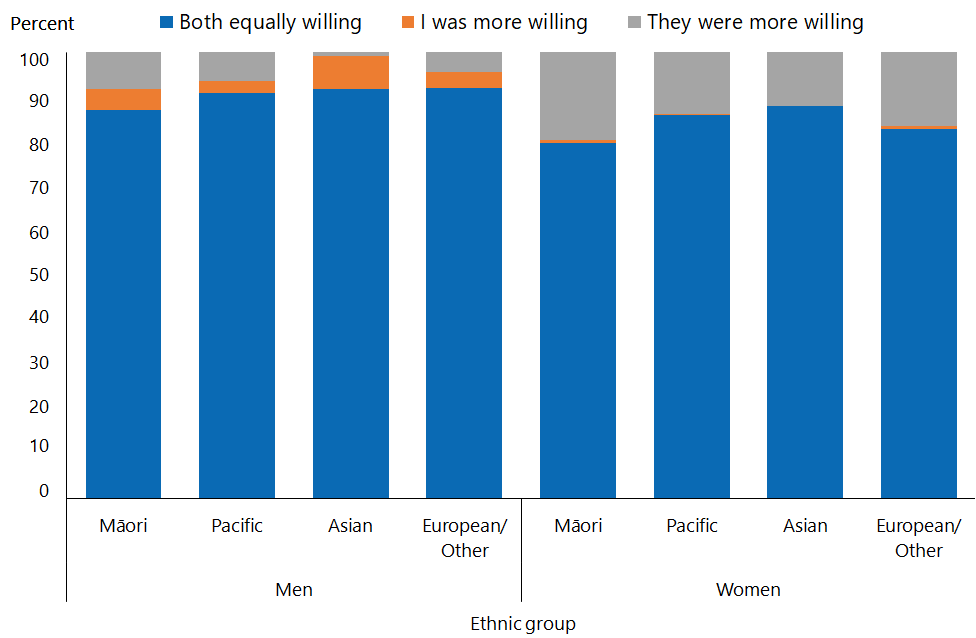 Percent
Both equally willing
I was more willing
They were more willing
100
90
80
70
60
50
40
30
20
10
0
Māori
Pacific
Asian
European/
Other
Māori
Pacific
Asian
European/
Other
Men
Women
Ethnic group